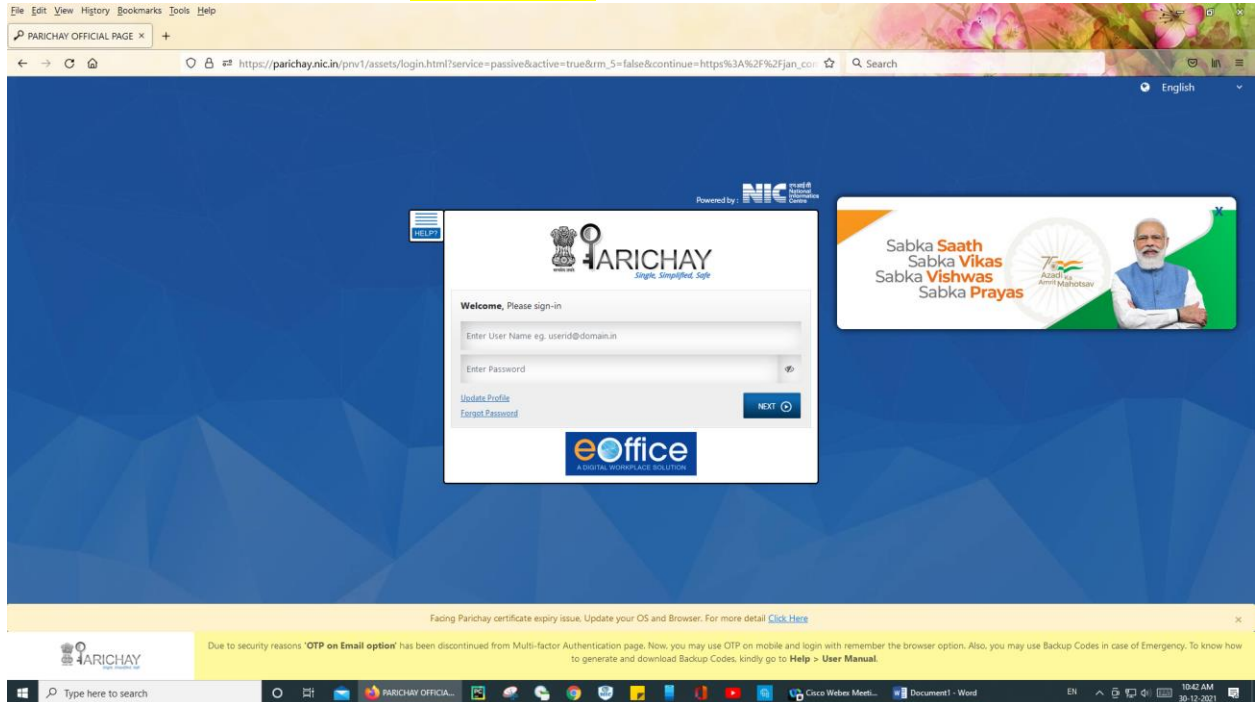 File Edit View History Bookmarks Tools Help
PARICHAY OFFICIAL PAGE
https://parichay.nic.in/pnv1/assets/login.html?service=passive&active=true&rm_5=false&continue=https%3A%2F%2Fjan_con
Search
English
Powered by :
NIC
एनआईसी
National
Informatics
Centre
HELP?
PARICHAY
Single, Simplified, Safe
Welcome, Please sign-in
Enter User Name eg. userid@domain.in
Enter Password
Update Profile
Forgot Password
NEXT
eOffice
A DIGITAL WORKPLACE SOLUTION
Sabka Saath
Sabka Vikas
Sabka Vishwas
Sabka Prayas
75
Azadi Ka
Amrit Mahotsav
X
Facing Parichay certificate expiry issue, Update your OS and Browser. For more detail Click Here
PARICHAY
Due to security reasons 'OTP on Email option' has been discontinued from Multi-factor Authentication page. Now, you may use OTP on mobile and login with remember the browser option. Also, you may use Backup Codes in case of Emergency. To know how
to generate and download Backup Codes, kindly go to Help > User Manual.
Type here to search
PARICHAY OFFICIA...
Cisco Webex Meeti...
Document1 - Word
EN
10:42 AM
30-12-2021